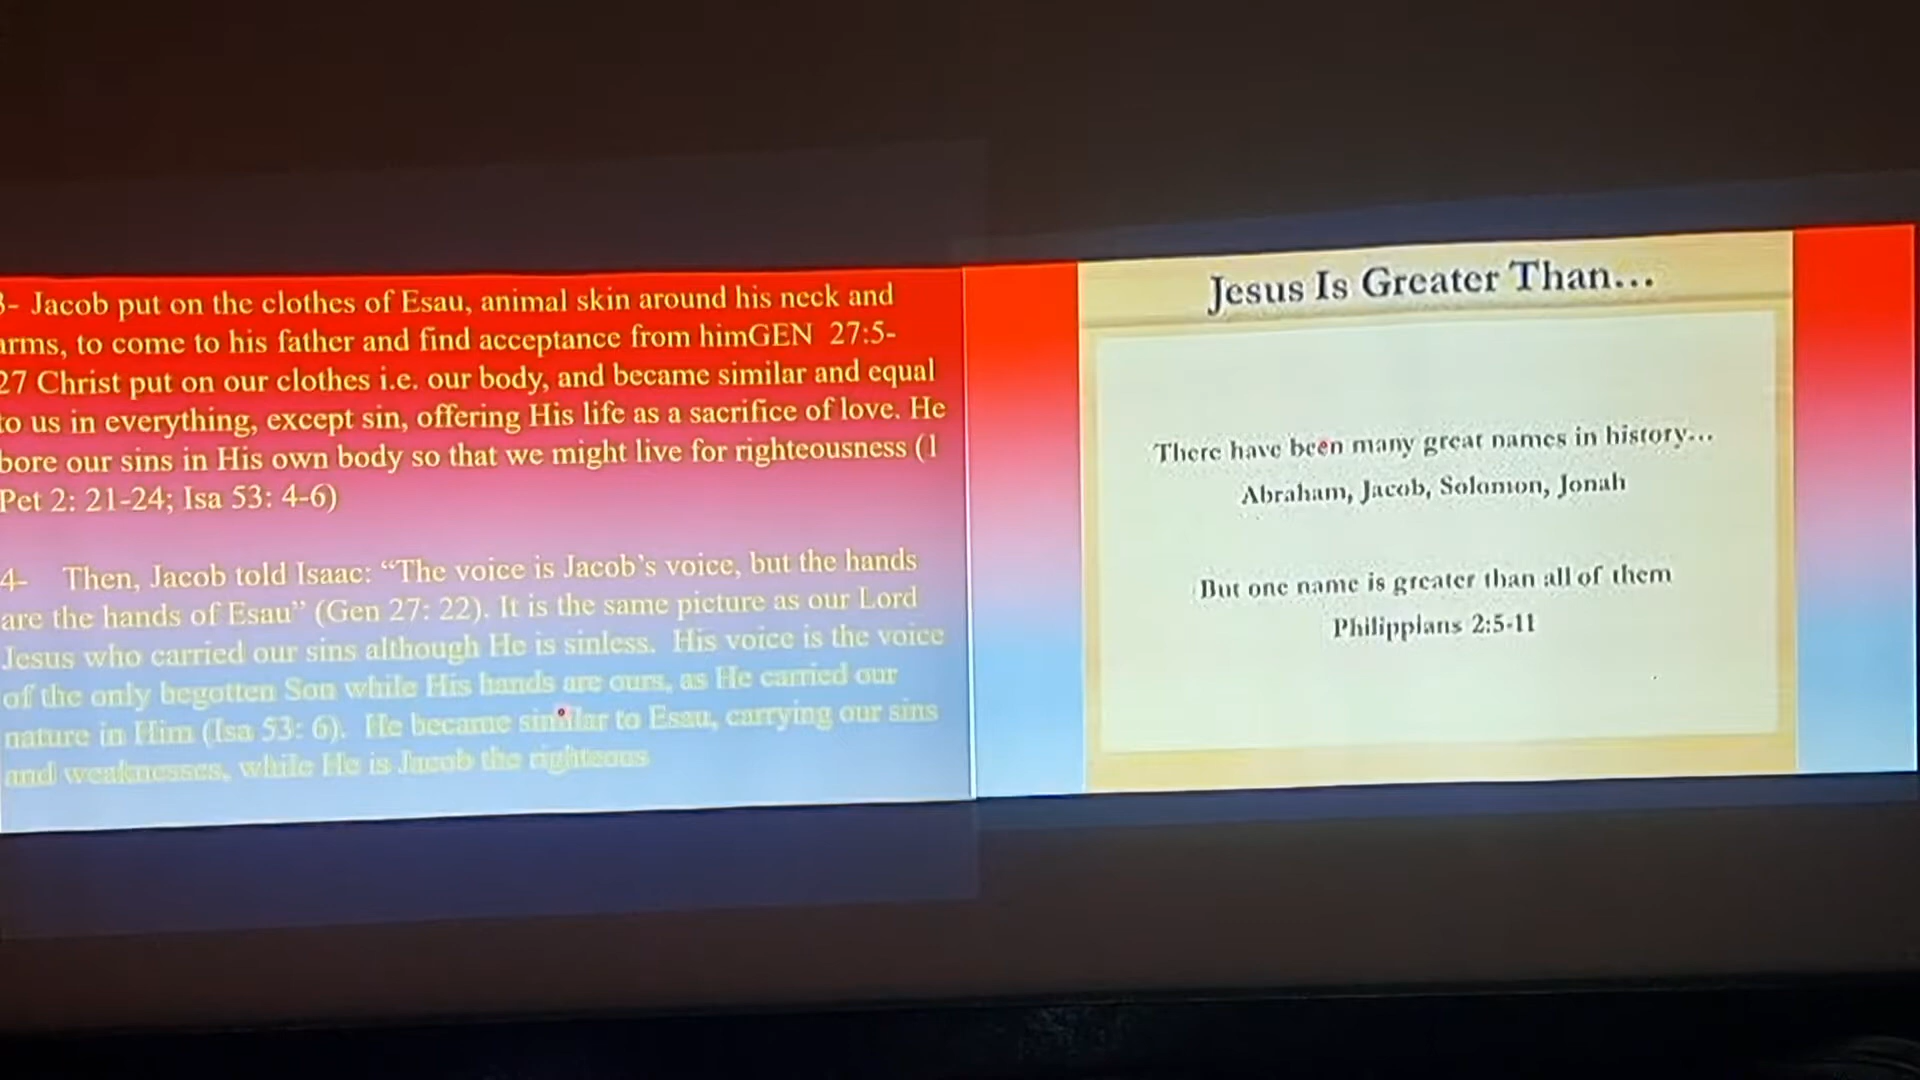 3- Jacob put on the clothes of Esau, animal skin around his neck and
arms, to come to his father and find acceptance from himGEN 27:5-
27 Christ put on our clothes i.e. our body, and became similar and equal
to us in everything, except sin, offering His life as a sacrifice of love. He
bore our sins in His own body so that we might live for righteousness (1
Pet 2: 21-24; Isa 53: 4-6)
4- Then, Jacob told Isaac: “The voice is Jacob’s voice, but the hands
are the hands of Esau” (Gen 27: 22). It is the same picture as our Lord
Jesus who carried our sins although He is sinless. His voice is the voice
of the only begotten Son while His hands are ours, as He carried our
nature in Him (Isa 53: 6). He became similar to Esau, carrying our sins
and weaknesses, while He is Jacob the righteous
Jesus Is Greater Than...
There have been many great names in history...
Abraham, Jacob, Solomon, Jonah
But one name is greater than all of them
Philippians 2:5-11